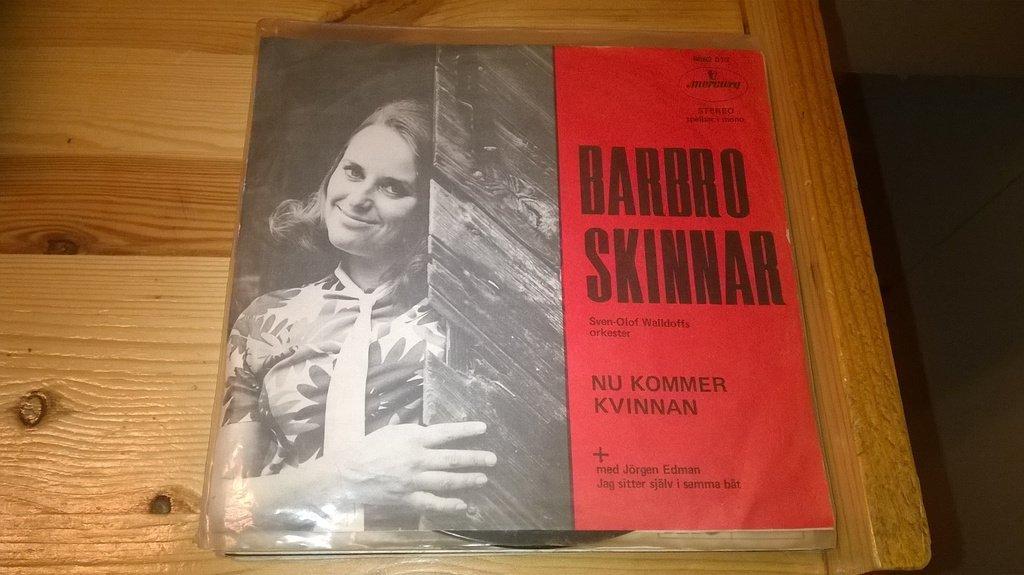 mercury
STEREO
spelbar i mono
BARBRO
SKINNAR
Sven-Olof Walldoffs
orkester
NU KOMMER
KVINNAN
+
med Jörgen Edman
Jag sitter själv i samma båt